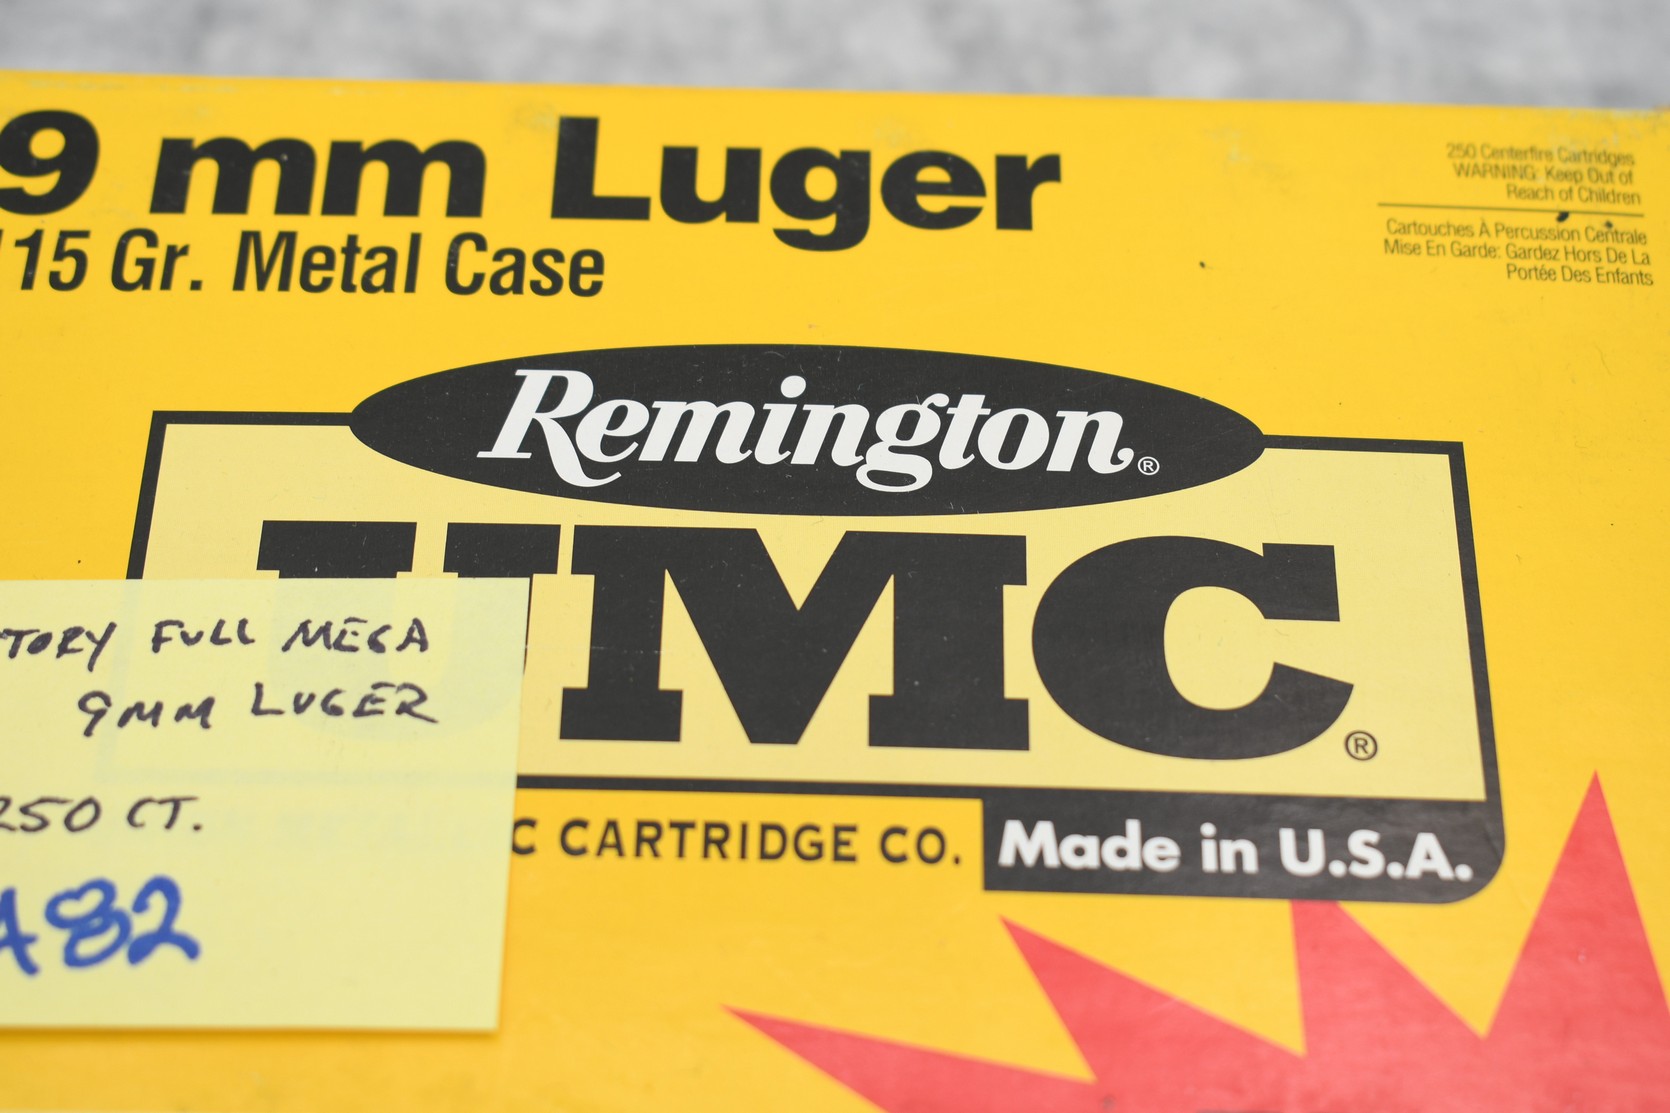 9 mm Luger
115 Gr. Metal Case
250 Centerfire Cartridges
WARNING: Keep Out of
Reach of Children
Cartouches À Percussion Centrale
Mise En Garde: Gardez Hors De La
Portée Des Enfants
Remington®
UMC®
TORY FULL MEGA
9MM LUGER
250 CT.
A82
C CARTRIDGE CO.
Made in U.S.A.